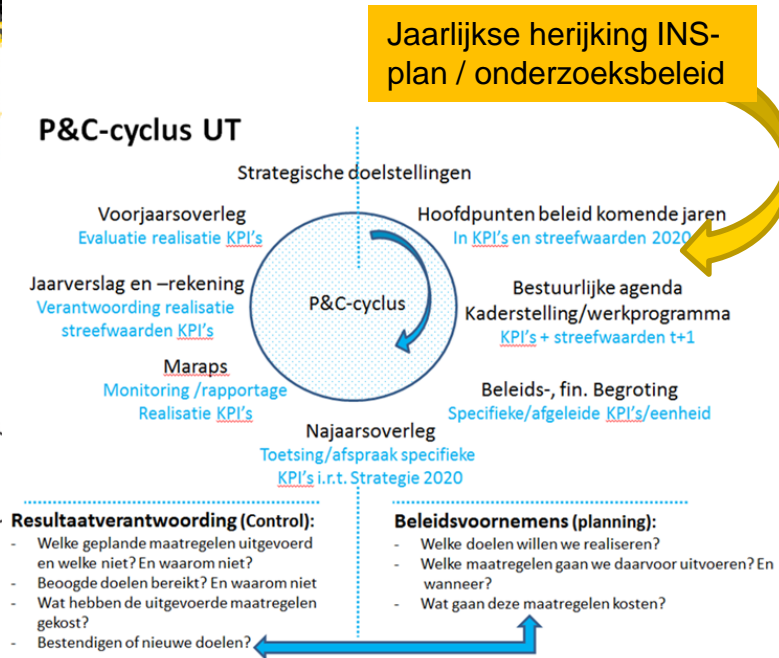 Jaarlijkse herijking INS-
plan / onderzoeksbeleid
P&C-cyclus UT
Strategische doelstellingen
Voorjaarsoverleg
Evaluatie realisatie KPI's
Hoofdpunten beleid komende jaren
In KPI's en streefwaarden 2020
Jaarverslag en –rekening
Verantwoording realisatie
streefwaarden KPI's
P&C-cyclus
Bestuurlijke agenda
Kaderstelling/werkprogramma
KPI's + streefwaarden t+1
Maraps
Monitoring /rapportage
Realisatie KPI's
Beleids-, fin. Begroting
Specifieke/afgeleide KPI's/eenheid
Najaarsoverleg
Toetsing/afspraak specifieke
KPI's i.r.t. Strategie 2020
Resultaatverantwoording (Control):
- Welke geplande maatregelen uitgevoerd
en welke niet? En waarom niet?
- Beoogde doelen bereikt? En waarom niet
- Wat hebben de uitgevoerde maatregelen
gekost?
- Bestendigen of nieuwe doelen?
Beleidsvoornemens (planning):
- Welke doelen willen we realiseren?
- Welke maatregelen gaan we daarvoor uitvoeren? En
wanneer?
- Wat gaan deze maatregelen kosten?